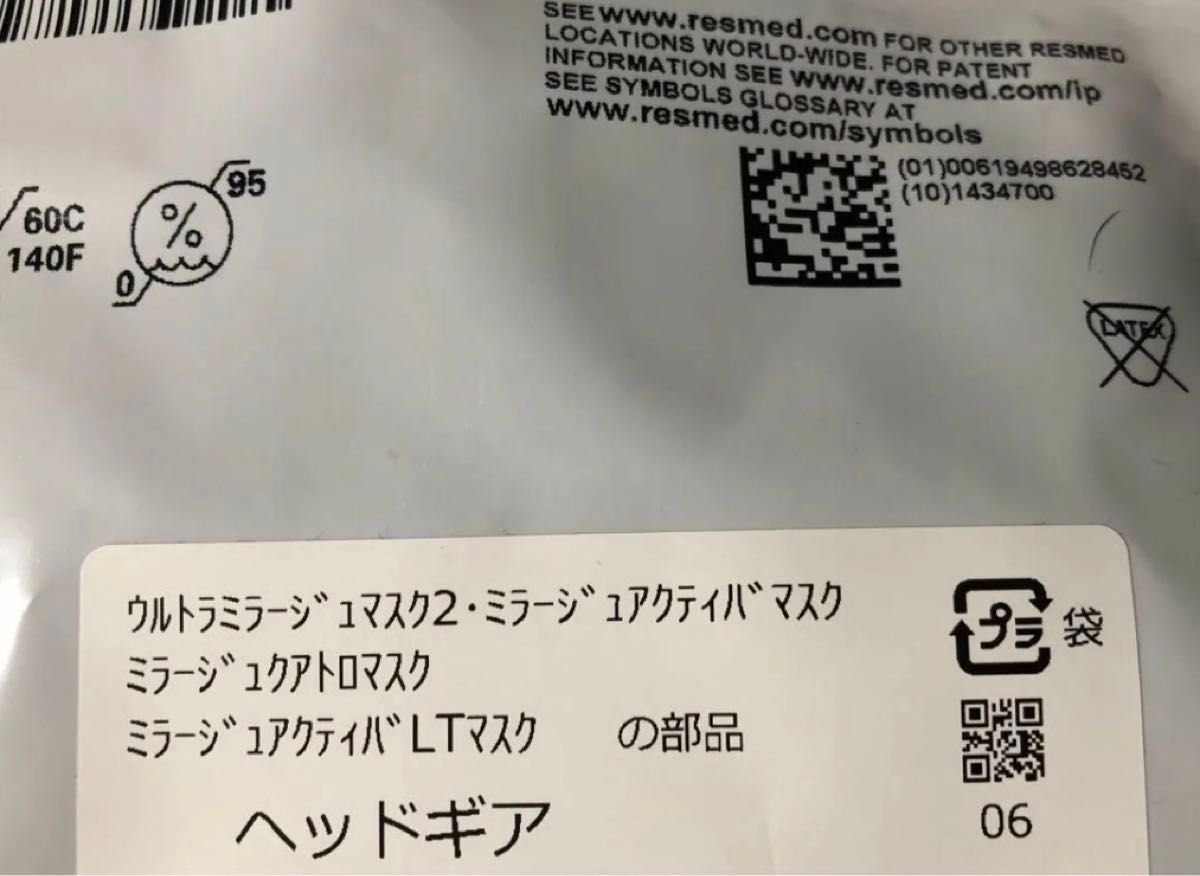 SEE www.resmed.com FOR OTHER RESMED
LOCATIONS WORLD-WIDE. FOR PATENT
INFORMATION SEE www.resmed.com/ip
SEE SYMBOLS GLOSSARY AT
www.resmed.com/symbols
(01)00619498628452
(10)1434700
95
%
0
60C
140F
LATEX
ウルトラミラージュマスク2・ミラージュアクティバマスク
ミラージュクアトロマスク
ミラージュアクティバLTマスク の部品
ヘッドギア
プラ 袋
06